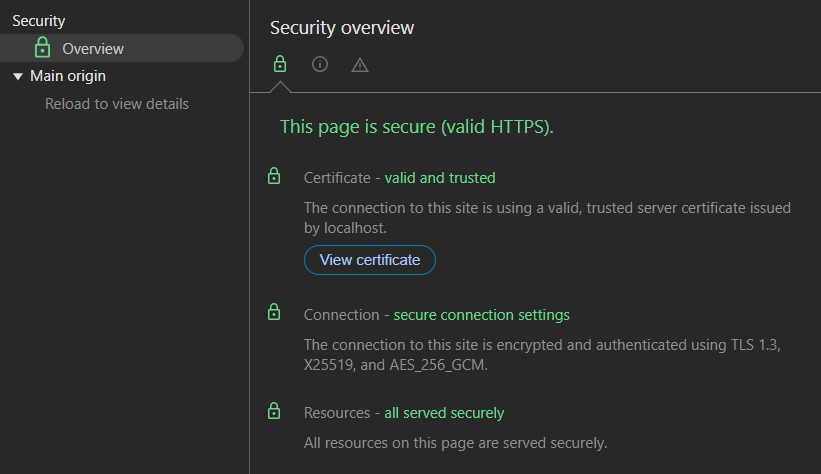 Security
Overview
Main origin
Reload to view details
Security overview
This page is secure (valid HTTPS).
Certificate - valid and trusted
The connection to this site is using a valid, trusted server certificate issued
by localhost.
View certificate
Connection - secure connection settings
The connection to this site is encrypted and authenticated using TLS 1.3,
X25519, and AES_256_GCM.
Resources - all served securely
All resources on this page are served securely.